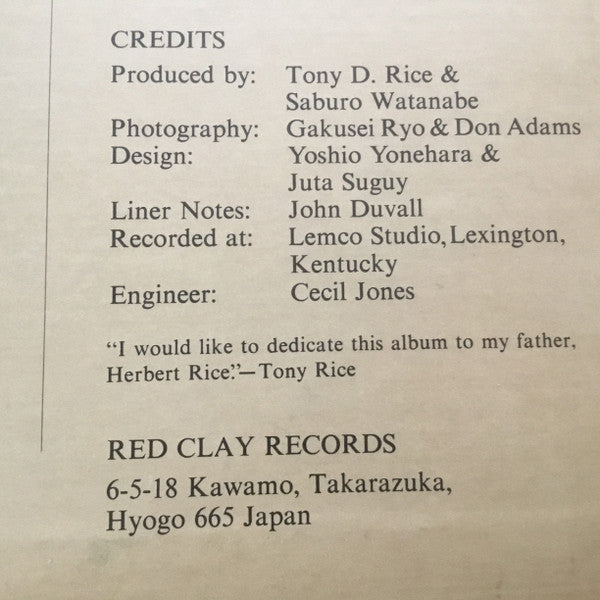 CREDITS
Produced by: Tony D. Rice &
Saburo Watanabe
Photography: Gakusei Ryo & Don Adams
Design: Yoshio Yonehara &
Juta Suguy
Liner Notes: John Duvall
Recorded at: Lemco Studio, Lexington,
Kentucky
Engineer: Cecil Jones
“I would like to dedicate this album to my father,
Herbert Rice.”—Tony Rice
RED CLAY RECORDS
6-5-18 Kawamo, Takarazuka,
Hyogo 665 Japan